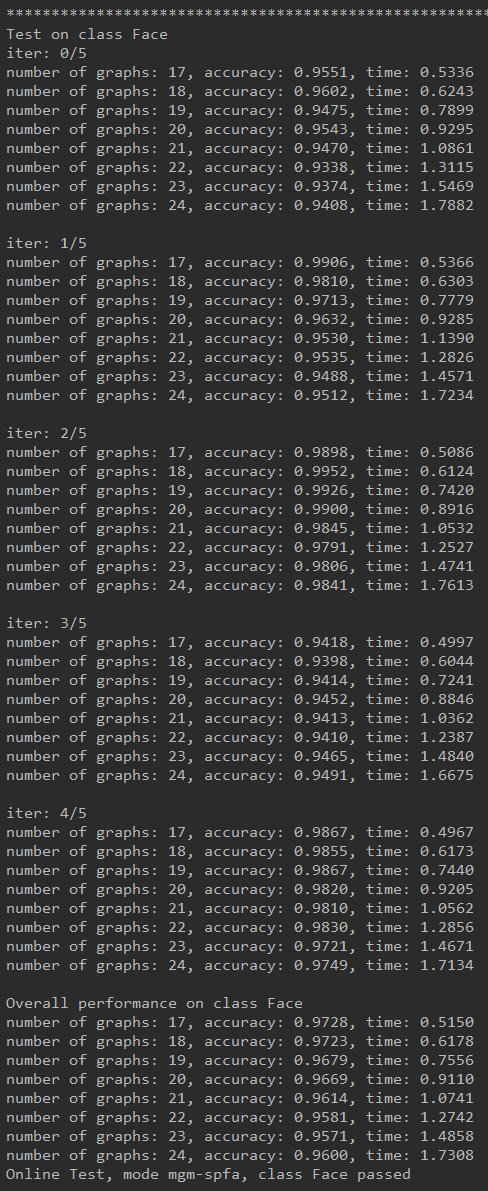 ******************************************************
Test on class Face
iter: 0/5
number of graphs: 17, accuracy: 0.9551, time: 0.5336
number of graphs: 18, accuracy: 0.9602, time: 0.6243
number of graphs: 19, accuracy: 0.9475, time: 0.7899
number of graphs: 20, accuracy: 0.9543, time: 0.9295
number of graphs: 21, accuracy: 0.9470, time: 1.0861
number of graphs: 22, accuracy: 0.9338, time: 1.3115
number of graphs: 23, accuracy: 0.9374, time: 1.5469
number of graphs: 24, accuracy: 0.9408, time: 1.7882
iter: 1/5
number of graphs: 17, accuracy: 0.9906, time: 0.5366
number of graphs: 18, accuracy: 0.9810, time: 0.6303
number of graphs: 19, accuracy: 0.9713, time: 0.7779
number of graphs: 20, accuracy: 0.9632, time: 0.9285
number of graphs: 21, accuracy: 0.9530, time: 1.1390
number of graphs: 22, accuracy: 0.9535, time: 1.2826
number of graphs: 23, accuracy: 0.9488, time: 1.4571
number of graphs: 24, accuracy: 0.9512, time: 1.7234
iter: 2/5
number of graphs: 17, accuracy: 0.9898, time: 0.5086
number of graphs: 18, accuracy: 0.9952, time: 0.6124
number of graphs: 19, accuracy: 0.9926, time: 0.7420
number of graphs: 20, accuracy: 0.9900, time: 0.8916
number of graphs: 21, accuracy: 0.9845, time: 1.0532
number of graphs: 22, accuracy: 0.9791, time: 1.2527
number of graphs: 23, accuracy: 0.9806, time: 1.4741
number of graphs: 24, accuracy: 0.9841, time: 1.7613
iter: 3/5
number of graphs: 17, accuracy: 0.9418, time: 0.4997
number of graphs: 18, accuracy: 0.9398, time: 0.6044
number of graphs: 19, accuracy: 0.9414, time: 0.7241
number of graphs: 20, accuracy: 0.9452, time: 0.8846
number of graphs: 21, accuracy: 0.9413, time: 1.0362
number of graphs: 22, accuracy: 0.9410, time: 1.2387
number of graphs: 23, accuracy: 0.9465, time: 1.4840
number of graphs: 24, accuracy: 0.9491, time: 1.6675
iter: 4/5
number of graphs: 17, accuracy: 0.9867, time: 0.4967
number of graphs: 18, accuracy: 0.9855, time: 0.6173
number of graphs: 19, accuracy: 0.9867, time: 0.7440
number of graphs: 20, accuracy: 0.9820, time: 0.9205
number of graphs: 21, accuracy: 0.9810, time: 1.0562
number of graphs: 22, accuracy: 0.9830, time: 1.2856
number of graphs: 23, accuracy: 0.9721, time: 1.4671
number of graphs: 24, accuracy: 0.9749, time: 1.7134
Overall performance on class Face
number of graphs: 17, accuracy: 0.9728, time: 0.5150
number of graphs: 18, accuracy: 0.9723, time: 0.6178
number of graphs: 19, accuracy: 0.9679, time: 0.7556
number of graphs: 20, accuracy: 0.9669, time: 0.9110
number of graphs: 21, accuracy: 0.9614, time: 1.0741
number of graphs: 22, accuracy: 0.9581, time: 1.2742
number of graphs: 23, accuracy: 0.9571, time: 1.4858
number of graphs: 24, accuracy: 0.9600, time: 1.7308
Online Test, mode mgm-spfa, class Face passed